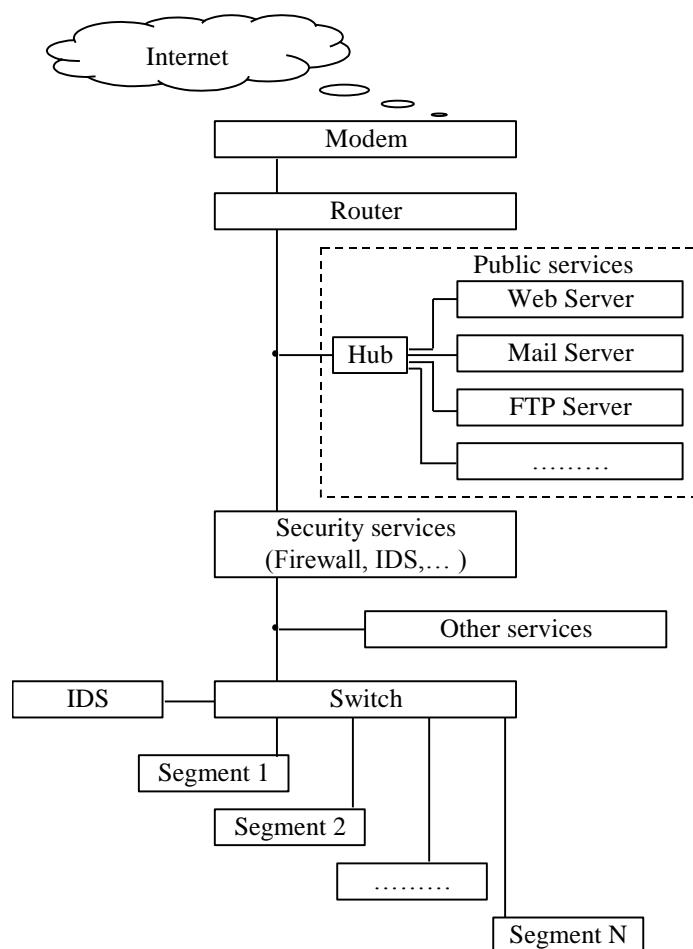 Internet
Modem
Router
Public services
Web Server
Hub
Mail Server
FTP Server
………
Security services
(Firewall, IDS,… )
Other services
IDS
Switch
Segment 1
Segment 2
………
Segment N